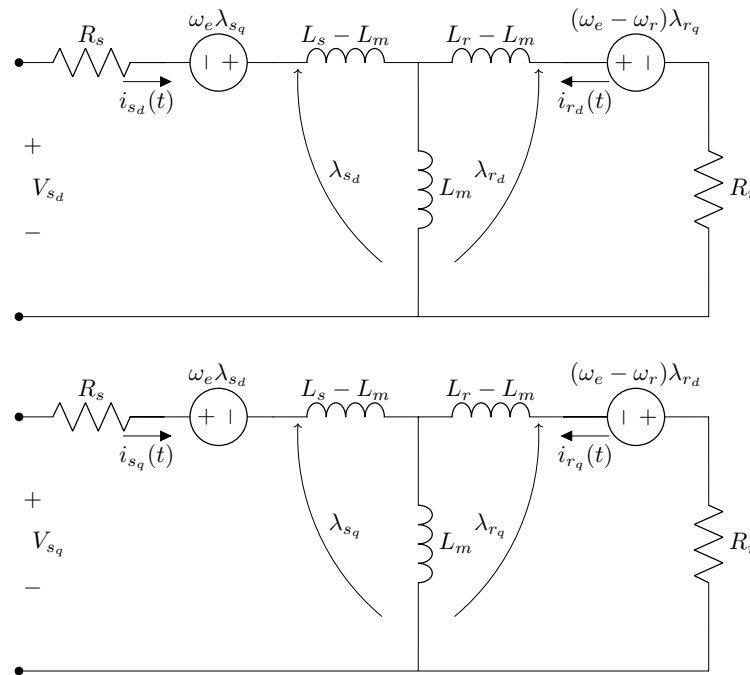 R_s
ω_e λ_{s_q}
L_s − L_m
L_r − L_m
(ω_e − ω_r)λ_{r_q}
− +
+ −
i_{s_d}(t)
i_{r_d}(t)
+
V_{s_d}
−
λ_{s_d}
λ_{r_d}
L_m
R
R_s
ω_e λ_{s_d}
L_s − L_m
L_r − L_m
(ω_e − ω_r)λ_{r_d}
+ −
− +
i_{s_q}(t)
i_{r_q}(t)
+
V_{s_q}
−
λ_{s_q}
λ_{r_q}
L_m
R